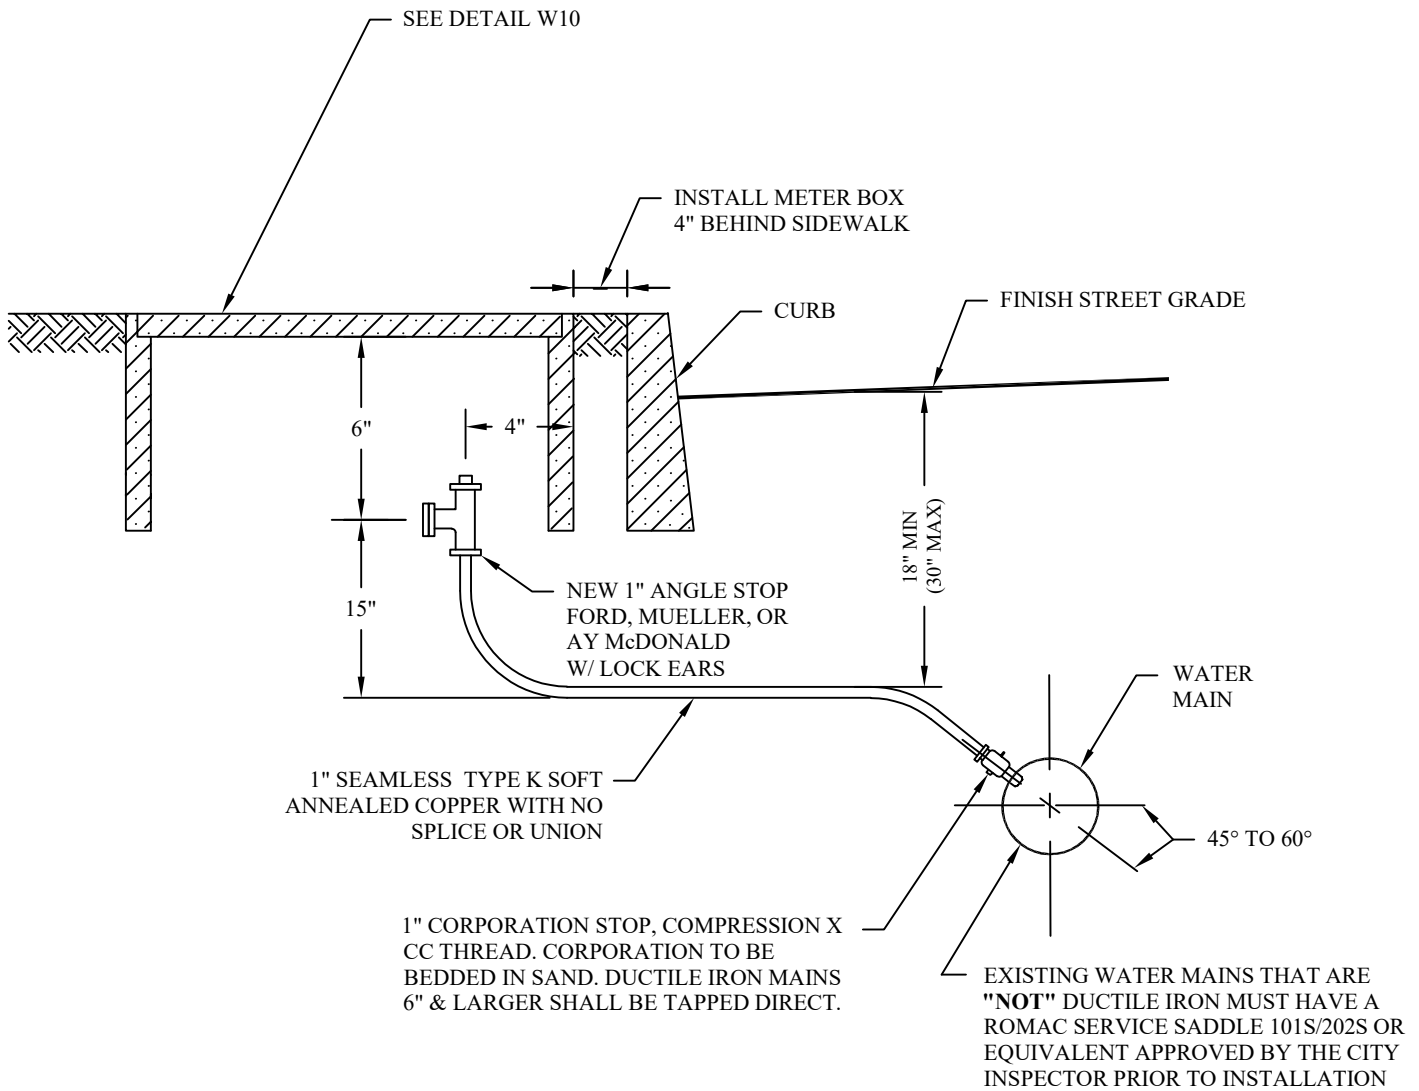 SEE DETAIL W10
INSTALL METER BOX
4" BEHIND SIDEWALK
CURB
FINISH STREET GRADE
6"
4"
18" MIN
(30" MAX)
15"
NEW 1" ANGLE STOP
FORD, MUELLER, OR
AY McDONALD
W/ LOCK EARS
WATER
MAIN
1" SEAMLESS TYPE K SOFT
ANNEALED COPPER WITH NO
SPLICE OR UNION
45° TO 60°
1" CORPORATION STOP, COMPRESSION X
CC THREAD. CORPORATION TO BE
BEDDED IN SAND. DUCTILE IRON MAINS
6" & LARGER SHALL BE TAPPED DIRECT.
EXISTING WATER MAINS THAT ARE
"NOT" DUCTILE IRON MUST HAVE A
ROMAC SERVICE SADDLE 101S/202S OR
EQUIVALENT APPROVED BY THE CITY
INSPECTOR PRIOR TO INSTALLATION